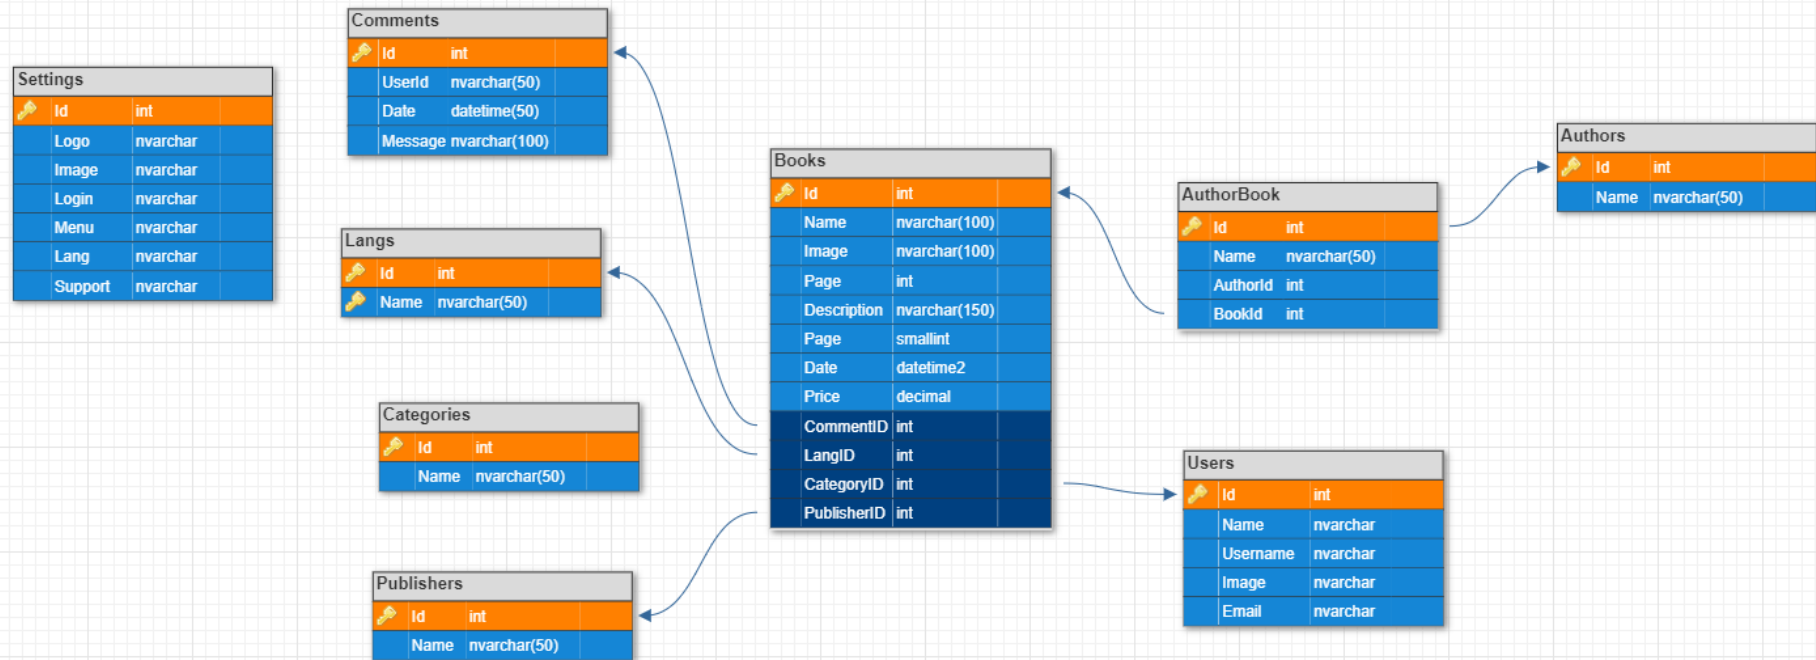 Settings
Id int
Logo nvarchar
Image nvarchar
Login nvarchar
Menu nvarchar
Lang nvarchar
Support nvarchar
Comments
Id int
UserId nvarchar(50)
Date datetime(50)
Message nvarchar(100)
Langs
Id int
Name nvarchar(50)
Categories
Id int
Name nvarchar(50)
Publishers
Id int
Name nvarchar(50)
Books
Id int
Name nvarchar(100)
Image nvarchar(100)
Page int
Description nvarchar(150)
Page smallint
Date datetime2
Price decimal
CommentID int
LangID int
CategoryID int
PublisherID int
AuthorBook
Id int
Name nvarchar(50)
AuthorId int
BookId int
Authors
Id int
Name nvarchar(50)
Users
Id int
Name nvarchar
Username nvarchar
Image nvarchar
Email nvarchar